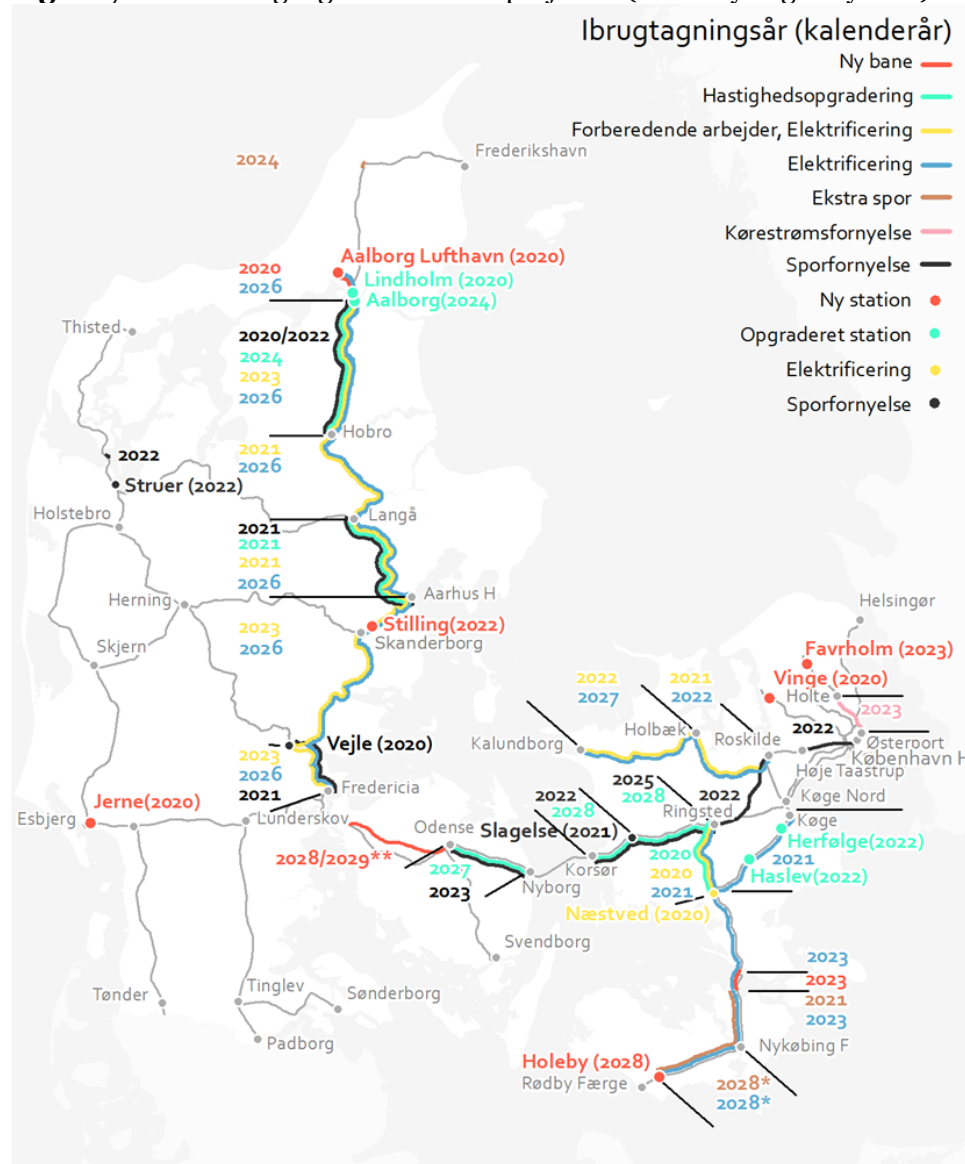 Ibrugtagningsår (kalenderår)
Ny bane
Hastighedsopgradering
Forberedende arbejder, Elektrificering
Elektrificering
Ekstra spor
Kørestrømsfornyelse
Sporfornyelse
Ny station
Opgraderet station
Elektrificering
Sporfornyelse
2024
Frederikshavn
Aalborg Lufthavn (2020)
2020
2026
Lindholm (2020)
Aalborg(2024)
Thisted
2020/2022
2024
2023
2026
Hobro
2021
2026
2022
Struer (2022)
Holstebro
Langå
2021
2021
2021
2026
Herning
Aarhus H
Stilling(2022)
Skanderborg
2023
2026
Skjern
Helsingør
Favrholm (2023)
Vinge (2020)
Holte
2023
2022
2027
2021
2022
2022
Kalundborg
Holbæk
Roskilde
Østerport
København H
Høje Taastrup
Køge Nord
Køge
Vejle (2020)
2023
2026
2021
Fredericia
Jerne(2020)
Esbjerg
Lunderskov
2028/2029**
Odense
2027
2023
Nyborg
Slagelse (2021)
2022
2028
2025
2028
2022
Ringsted
Korsør
2020
2020
2021
Herfølge(2022)
2021
Haslev(2022)
Næstved (2020)
Svendborg
2023
2023
2021
2023
Tønder
Tinglev
Sønderborg
Padborg
Nykøbing F
Holeby (2028)
Rødby Færge
2028*
2028*